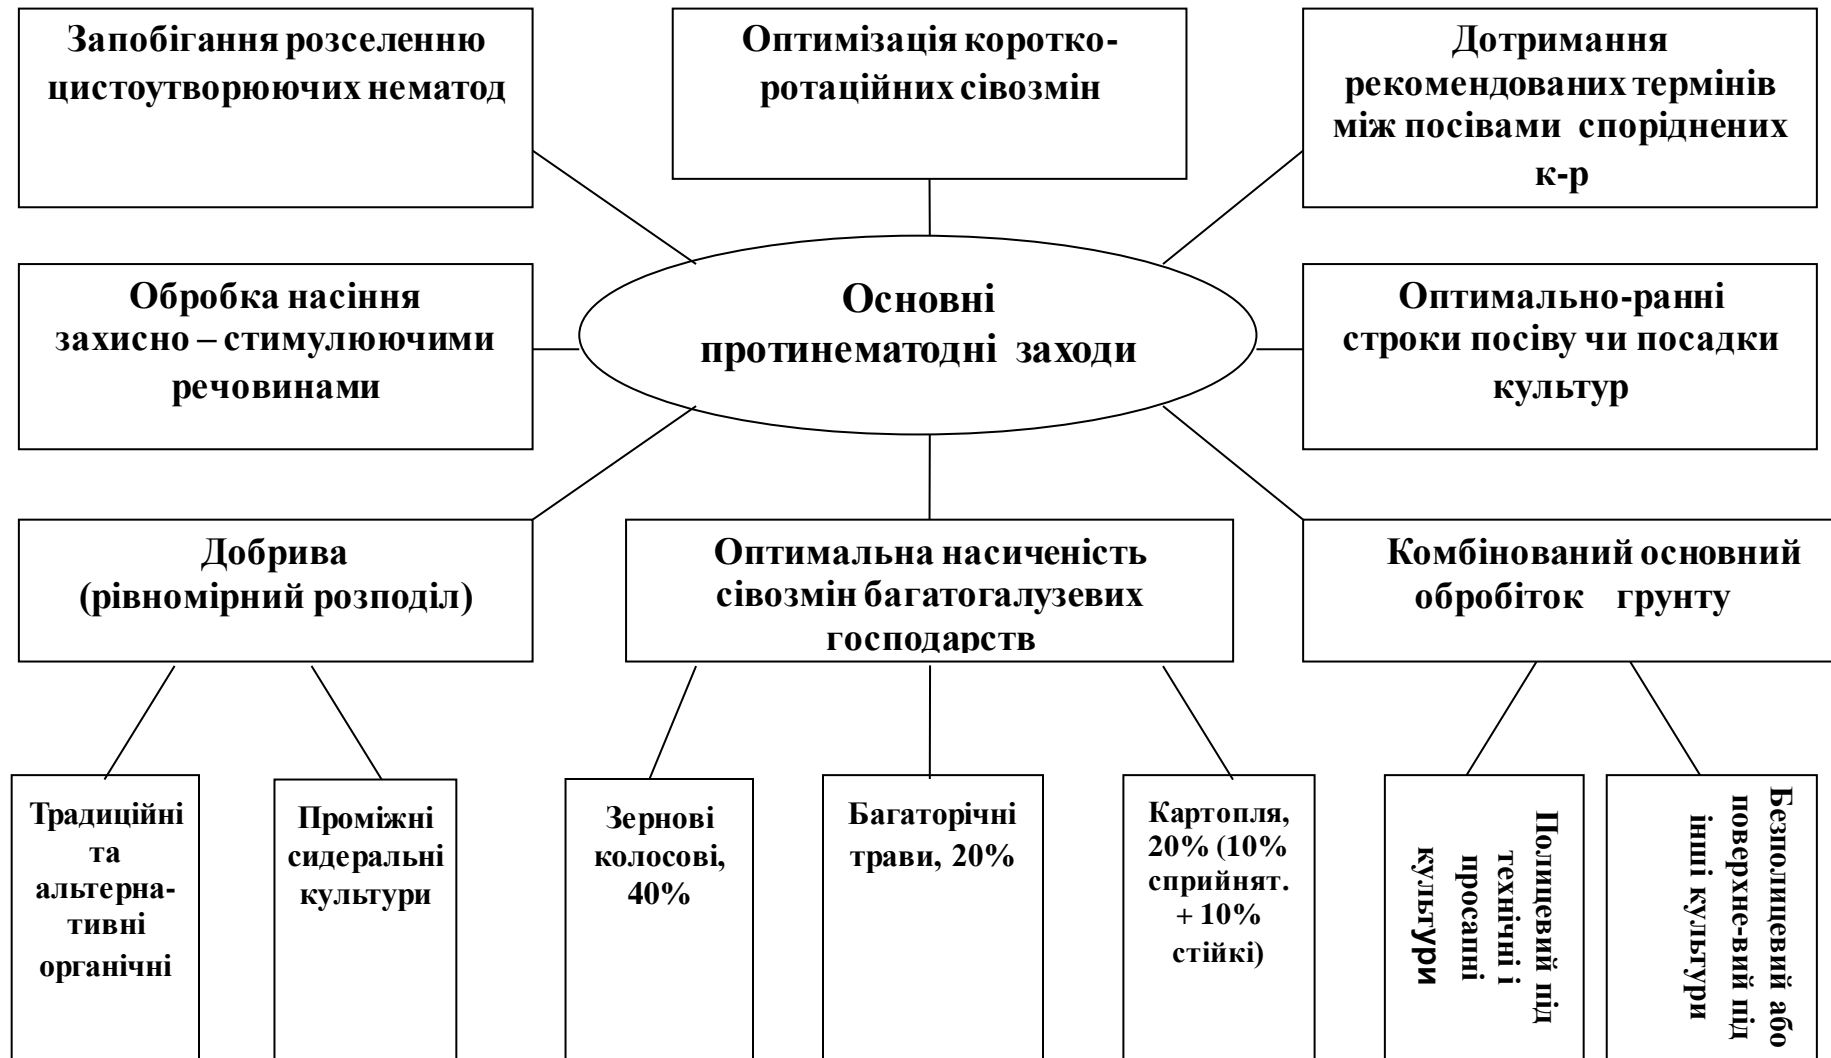 Запобігання розселенню
цистоутворюючих нематод
Оптимізація коротко-
ротаційних сівозмін
Дотримання
рекомендованих термінів
між посівами споріднених
к-р
Обробка насіння
захисно – стимулюючими
речовинами
Основні
протинематодні заходи
Оптимально-ранні
строки посіву чи посадки
культур
Добрива
(рівномірний розподіл)
Оптимальна насиченість
сівозмін багатогалузевих
господарств
Комбінований основний
обробіток грунту
Традиційні
та
альтерна-
тивні
органічні
Проміжні
сидеральні
культури
Зернові
колосові,
40%
Багаторічні
трави, 20%
Картопля,
20% (10%
сприйнят.
+ 10%
стійкі)
Полицевий під
технічні і
просапні
культури
Безполицевий або
поверхне-вий під
інші культури